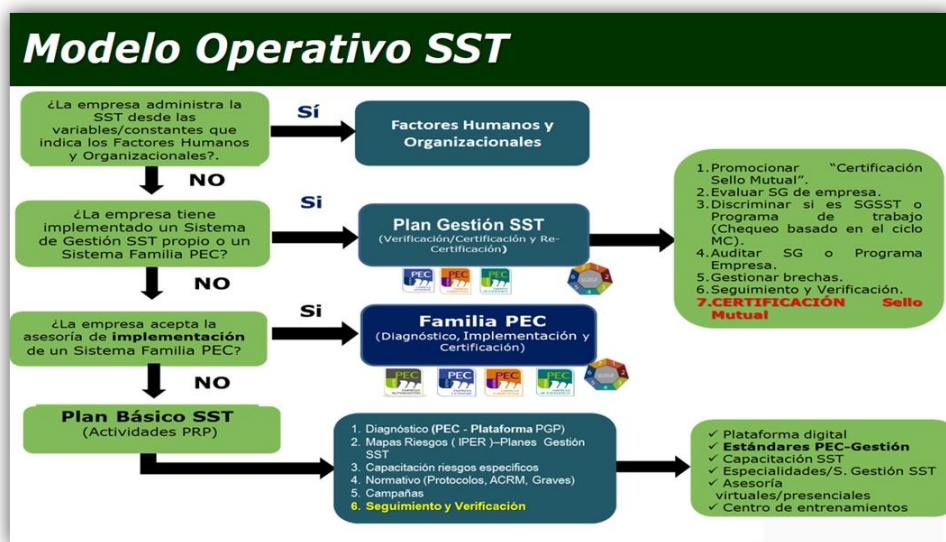 Modelo Operativo SST
¿La empresa administra la
SST desde las
variables/constantes que
indica los Factores Humanos
y Organizacionales?.
Sí
Factores Humanos y
Organizacionales
NO
¿La empresa tiene
implementado un Sistema
de Gestión SST propio o un
Sistema Familia PEC?
Si
Plan Gestión SST
(Verificación/Certificación y Re-
Certificación)
PEC
PEC
PEC
1.Promocionar "Certificación
Sello Mutual".
2.Evaluar SG de empresa.
3.Discriminar si es SGSST o
Programa de trabajo
(Chequeo basado en el ciclo
MC).
4.Auditar SG o Programa
Empresa.
5.Gestionar brechas.
6.Seguimiento y Verificación.
7.CERTIFICACIÓN Sello
Mutual
NO
¿La empresa acepta la
asesoría de implementación
de un Sistema Familia PEC?
Si
Familia PEC
(Diagnóstico, Implementación y
Certificación)
PEC
PEC
PEC
PEC
NO
Plan Básico SST
(Actividades PRP)
1. Diagnóstico (PEC - Plataforma PGP)
2. Mapas Riesgos ( IPER )–Planes Gestión
SST
3. Capacitación riesgos específicos
4. Normativo (Protocolos, ACRM, Graves)
5. Campañas
6. Seguimiento y Verificación
✓ Plataforma digital
✓ Estándares PEC-Gestión
✓ Capacitación SST
✓ Especialidades/S. Gestión SST
✓ Asesoría
virtuales/presenciales
✓ Centro de entrenamientos